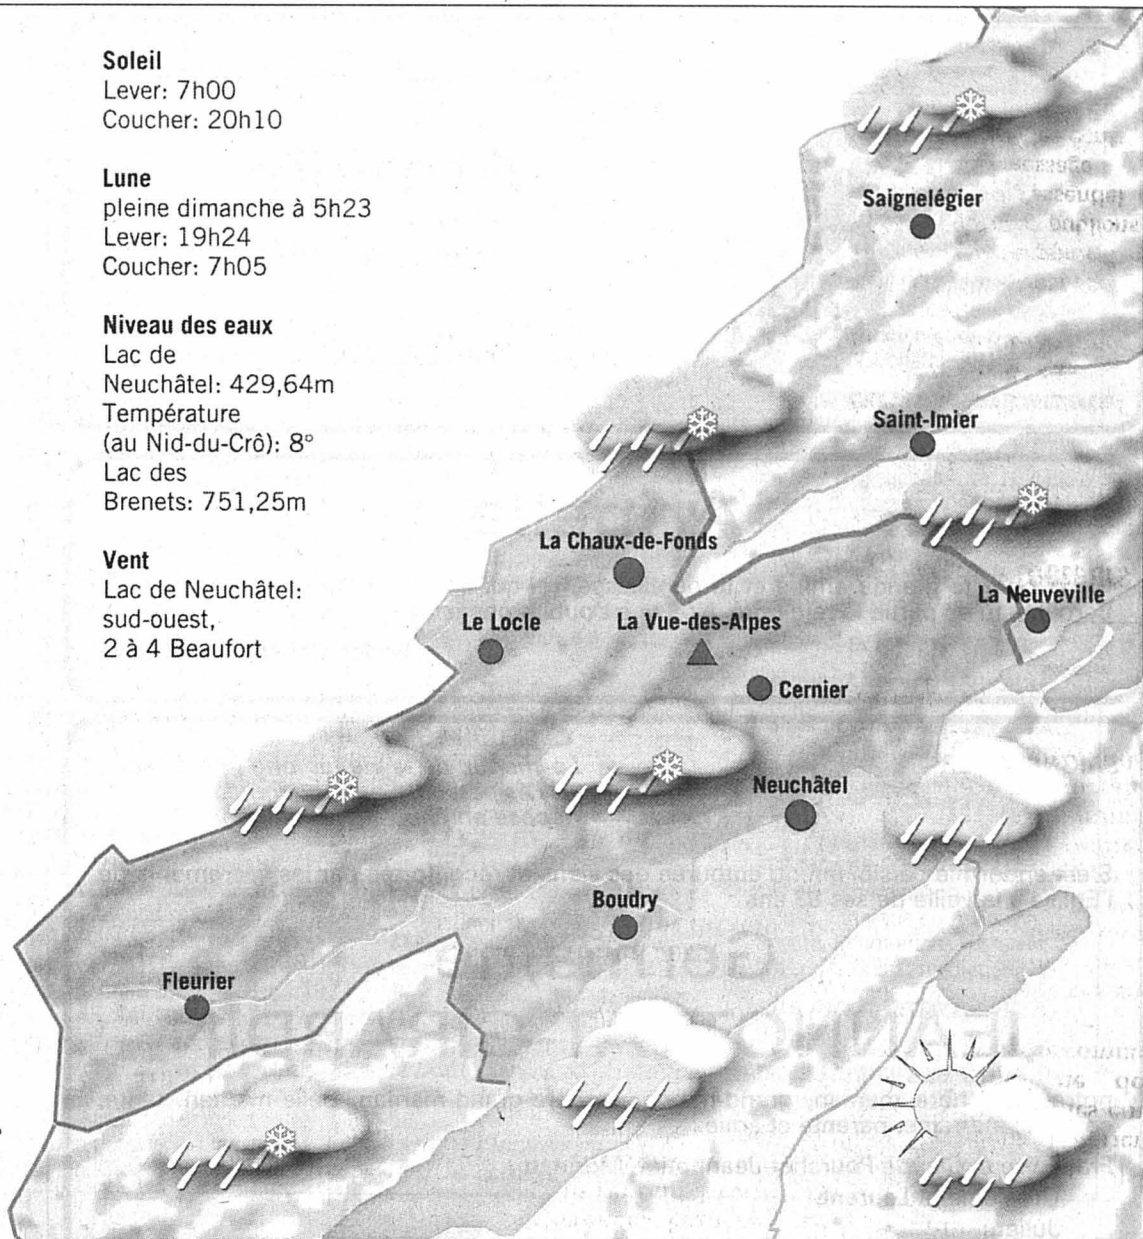 Soleil
Lever: 7h00
Coucher: 20h10
Lune
pleine dimanche à 5h23
Lever: 19h24
Coucher: 7h05
Niveau des eaux
Lac de
Neuchâtel: 429,64m
Température
(au Nid-du-Crô): 8°
Lac des
Brenets: 751,25m
Vent
Lac de Neuchâtel:
sud-ouest,
2 à 4 Beaufort
Saignelégier
Saint-Imier
La Chaux-de-Fonds
La Neuveville
Le Locle
La Vue-des-Alpes
Cernier
Neuchâtel
Boudry
Fleurier